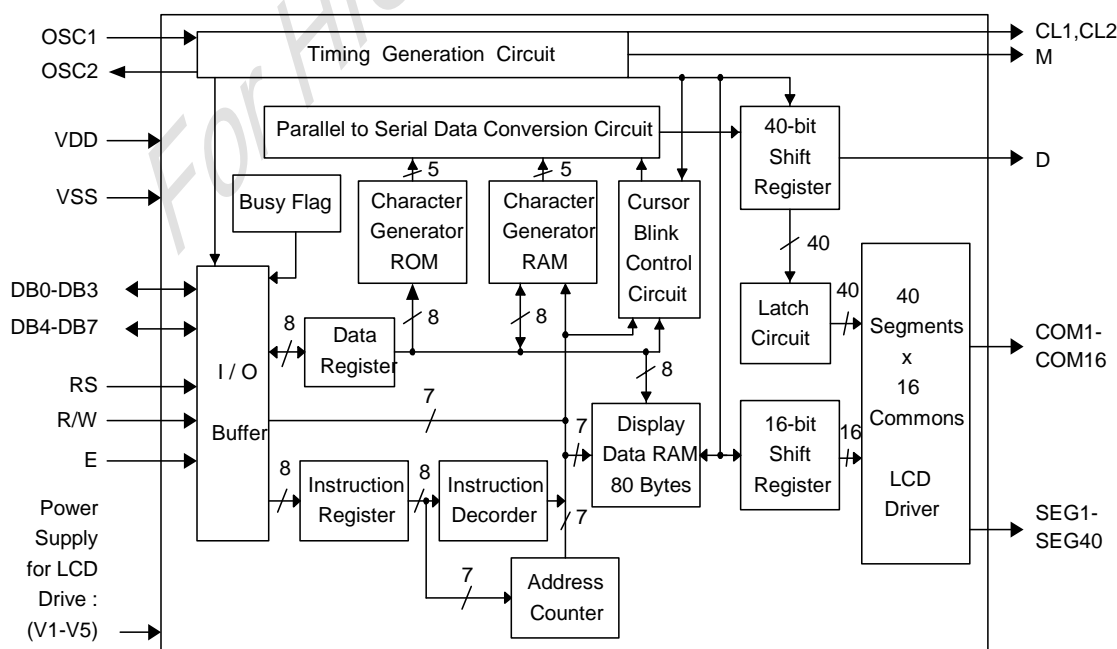 OSC1
OSC2
VDD
VSS
DB0-DB3
DB4-DB7
RS
R/W
E
Power
Supply
for LCD
Drive :
(V1-V5)
Timing Generation Circuit
Parallel to Serial Data Conversion Circuit
40-bit
Shift
Register
Busy Flag
5
Character
Generator
ROM
5
Character
Generator
RAM
Cursor
Blink
Control
Circuit
40
I / O
Buffer
8
Data
Register
8
8
8
Latch
Circuit
40
40
Segments
x
16
Commons
LCD
Driver
7
7
Display
Data RAM
80 Bytes
16-bit
Shift
Register
16
8
Instruction
Register
8
Instruction
Decorder
7
7
Address
Counter
CL1,CL2
M
D
COM1-
COM16
SEG1-
SEG40